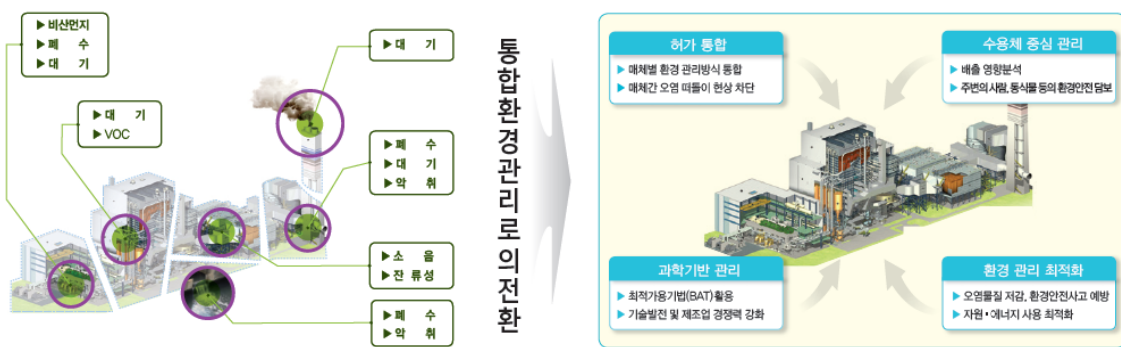 ▶비산먼지
▶폐 수
▶대 기
▶대 기
▶VOC
▶대 기
▶폐 수
▶대 기
▶악 취
▶소 음
▶잔 류성
▶폐 수
▶악 취
통합환경관리로의전환
허가 통합
▶ 매체별 환경 관리방식 통합
▶ 매체간 오염 떠돌이 현상 차단
수용체 중심 관리
▶ 배출 영향분석
▶ 주변의 사람, 동식물 등의 환경안전 담보
과학기반 관리
▶ 최적가용기법(BAT)활용
▶ 기술발전 및 제조업 경쟁력 강화
환경 관리 최적화
▶ 오염물질 저감, 환경안전사고 예방
▶ 자원·에너지 사용 최적화